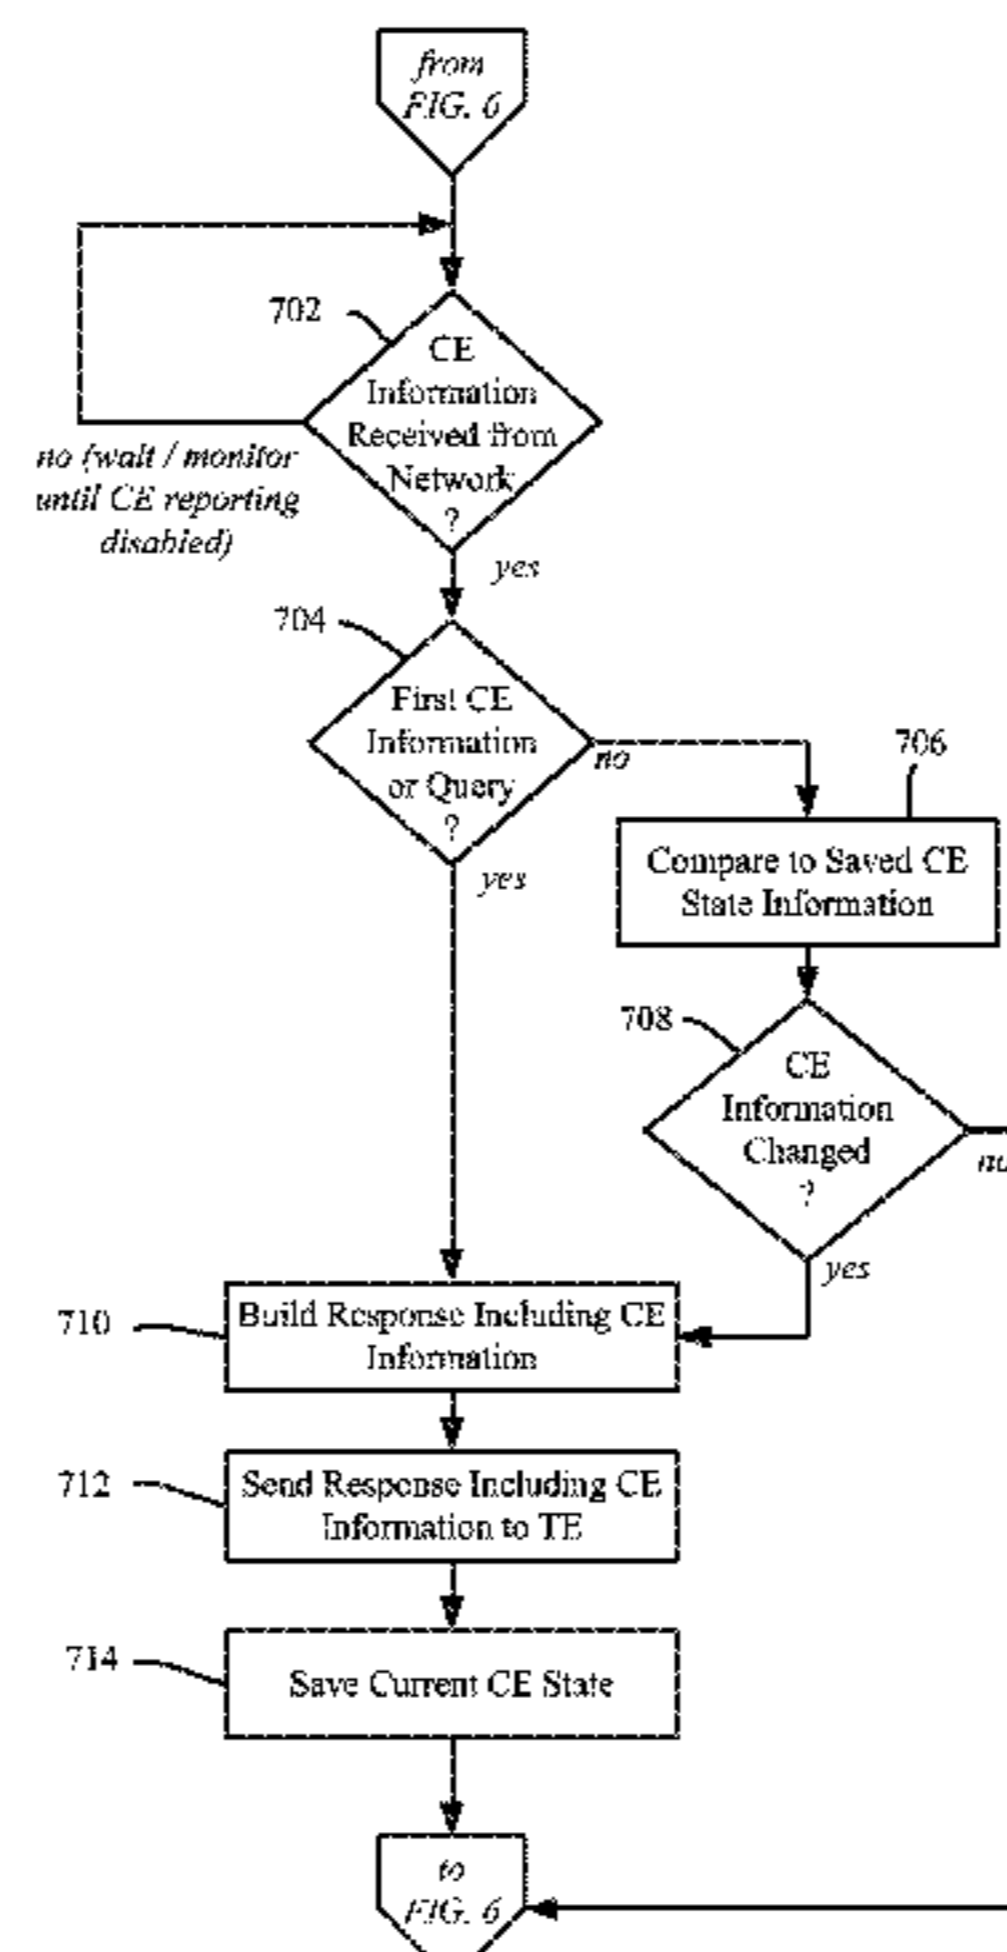 from
FIG. 6
702
CE
Information
Received from
Network
?
no (wait / monitor
until CE reporting
disabled)
yes
704
First CE
Information
or Query
?
no
yes
706
Compare to Saved CE
State Information
708
CE
Information
Changed
?
no
yes
710
Build Response Including CE
Information
712
Send Response Including CE
Information to TE
714
Save Current CE State
to
FIG. 6